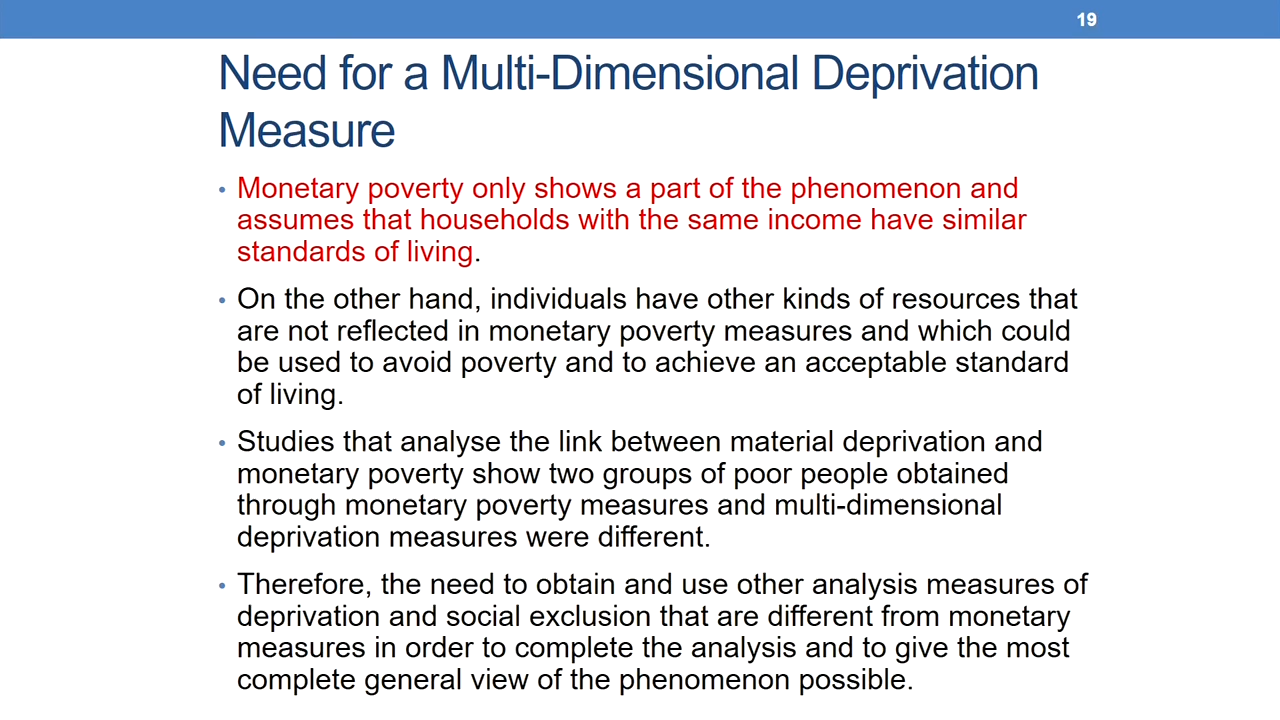 19
Need for a Multi-Dimensional Deprivation
Measure
• Monetary poverty only shows a part of the phenomenon and
assumes that households with the same income have similar
standards of living.
• On the other hand, individuals have other kinds of resources that
are not reflected in monetary poverty measures and which could
be used to avoid poverty and to achieve an acceptable standard
of living.
• Studies that analyse the link between material deprivation and
monetary poverty show two groups of poor people obtained
through monetary poverty measures and multi-dimensional
deprivation measures were different.
• Therefore, the need to obtain and use other analysis measures of
deprivation and social exclusion that are different from monetary
measures in order to complete the analysis and to give the most
complete general view of the phenomenon possible.